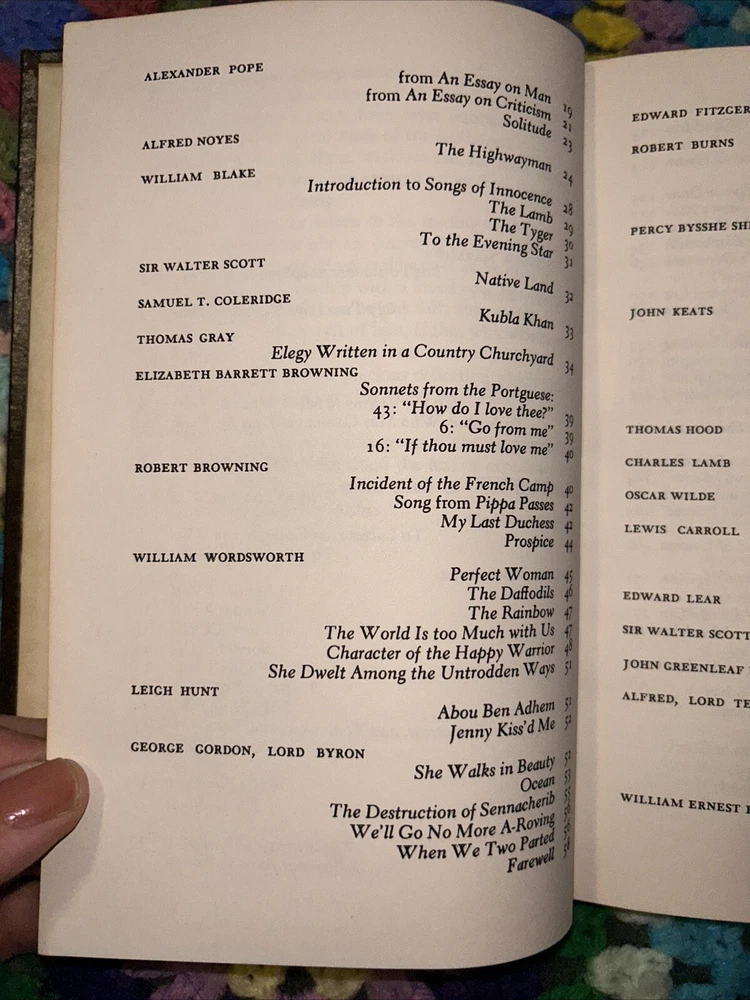 ALEXANDER POPE
from An Essay on Man 19
from An Essay on Criticism 21
Solitude 23
ALFRED NOYES
The Highwayman 24
WILLIAM BLAKE
Introduction to Songs of Innocence 28
The Lamb 29
The Tyger 30
To the Evening Star 31
SIR WALTER SCOTT
Native Land 32
SAMUEL T. COLERIDGE
Kubla Khan 33
THOMAS GRAY
Elegy Written in a Country Churchyard 34
ELIZABETH BARRETT BROWNING
Sonnets from the Portguese:
43: “How do I love thee?” 39
6: “Go from me” 39
16: “If thou must love me” 40
ROBERT BROWNING
Incident of the French Camp 40
Song from Pippa Passes 42
My Last Duchess 42
Prospice 44
WILLIAM WORDSWORTH
Perfect Woman 45
The Daffodils 46
The Rainbow 47
The World Is too Much with Us 47
Character of the Happy Warrior 48
She Dwelt Among the Untrodden Ways 51
LEIGH HUNT
Abou Ben Adhem 51
Jenny Kiss'd Me 52
GEORGE GORDON, LORD BYRON
She Walks in Beauty 52
Ocean 53
The Destruction of Sennacherib 55
We'll Go No More A-Roving 56
When We Two Parted 56
Farewell 58
EDWARD FITZGER
ROBERT BURNS
PERCY BYSSHE SH
JOHN KEATS
THOMAS HOOD
CHARLES LAMB
OSCAR WILDE
LEWIS CARROLL
EDWARD LEAR
SIR WALTER SCOTT
JOHN GREENLEAF
ALFRED, LORD TE
WILLIAM ERNEST